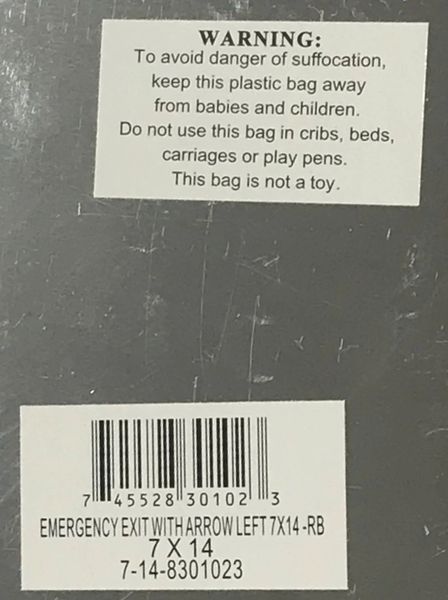 WARNING:
To avoid danger of suffocation,
keep this plastic bag away
from babies and children.
Do not use this bag in cribs, beds,
carriages or play pens.
This bag is not a toy.
7 45528 30102 3
EMERGENCY EXIT WITH ARROW LEFT 7X14 -RB
7 X 14
7-14-8301023